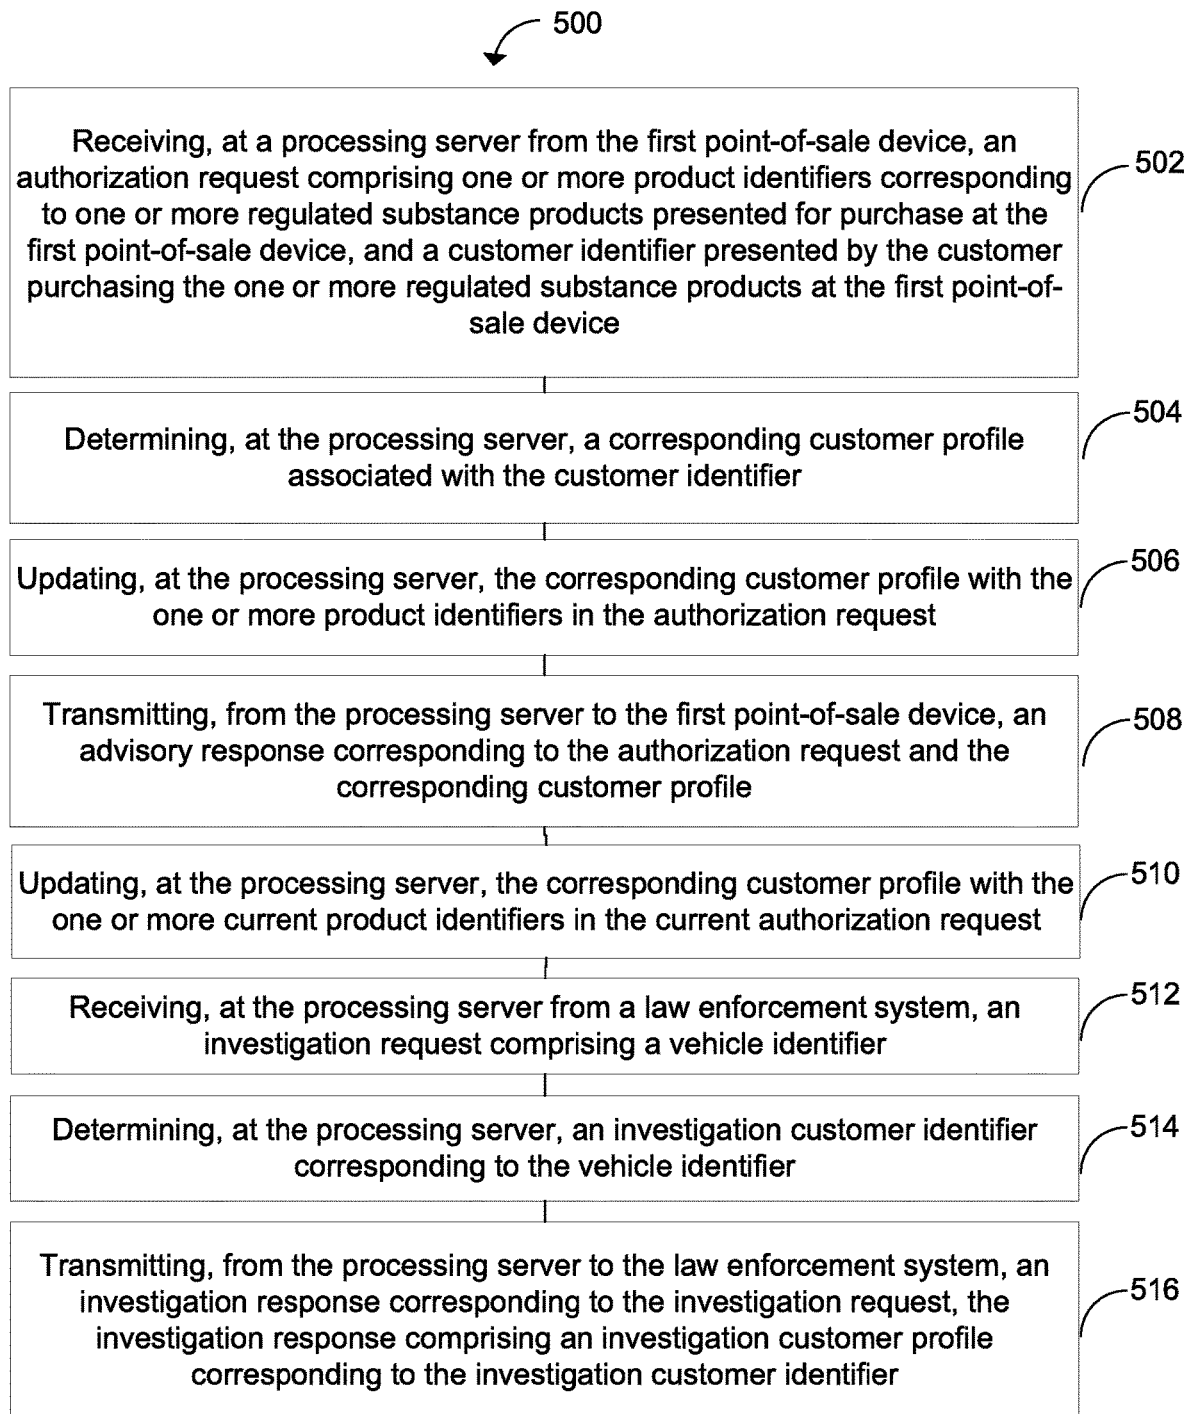 500
Receiving, at a processing server from the first point-of-sale device, an
authorization request comprising one or more product identifiers corresponding
to one or more regulated substance products presented for purchase at the
first point-of-sale device, and a customer identifier presented by the customer
purchasing the one or more regulated substance products at the first point-of-
sale device
502
Determining, at the processing server, a corresponding customer profile
associated with the customer identifier
504
Updating, at the processing server, the corresponding customer profile with the
one or more product identifiers in the authorization request
506
Transmitting, from the processing server to the first point-of-sale device, an
advisory response corresponding to the authorization request and the
corresponding customer profile
508
Updating, at the processing server, the corresponding customer profile with the
one or more current product identifiers in the current authorization request
510
Receiving, at the processing server from a law enforcement system, an
investigation request comprising a vehicle identifier
512
Determining, at the processing server, an investigation customer identifier
corresponding to the vehicle identifier
514
Transmitting, from the processing server to the law enforcement system, an
investigation response corresponding to the investigation request, the
investigation response comprising an investigation customer profile
corresponding to the investigation customer identifier
516